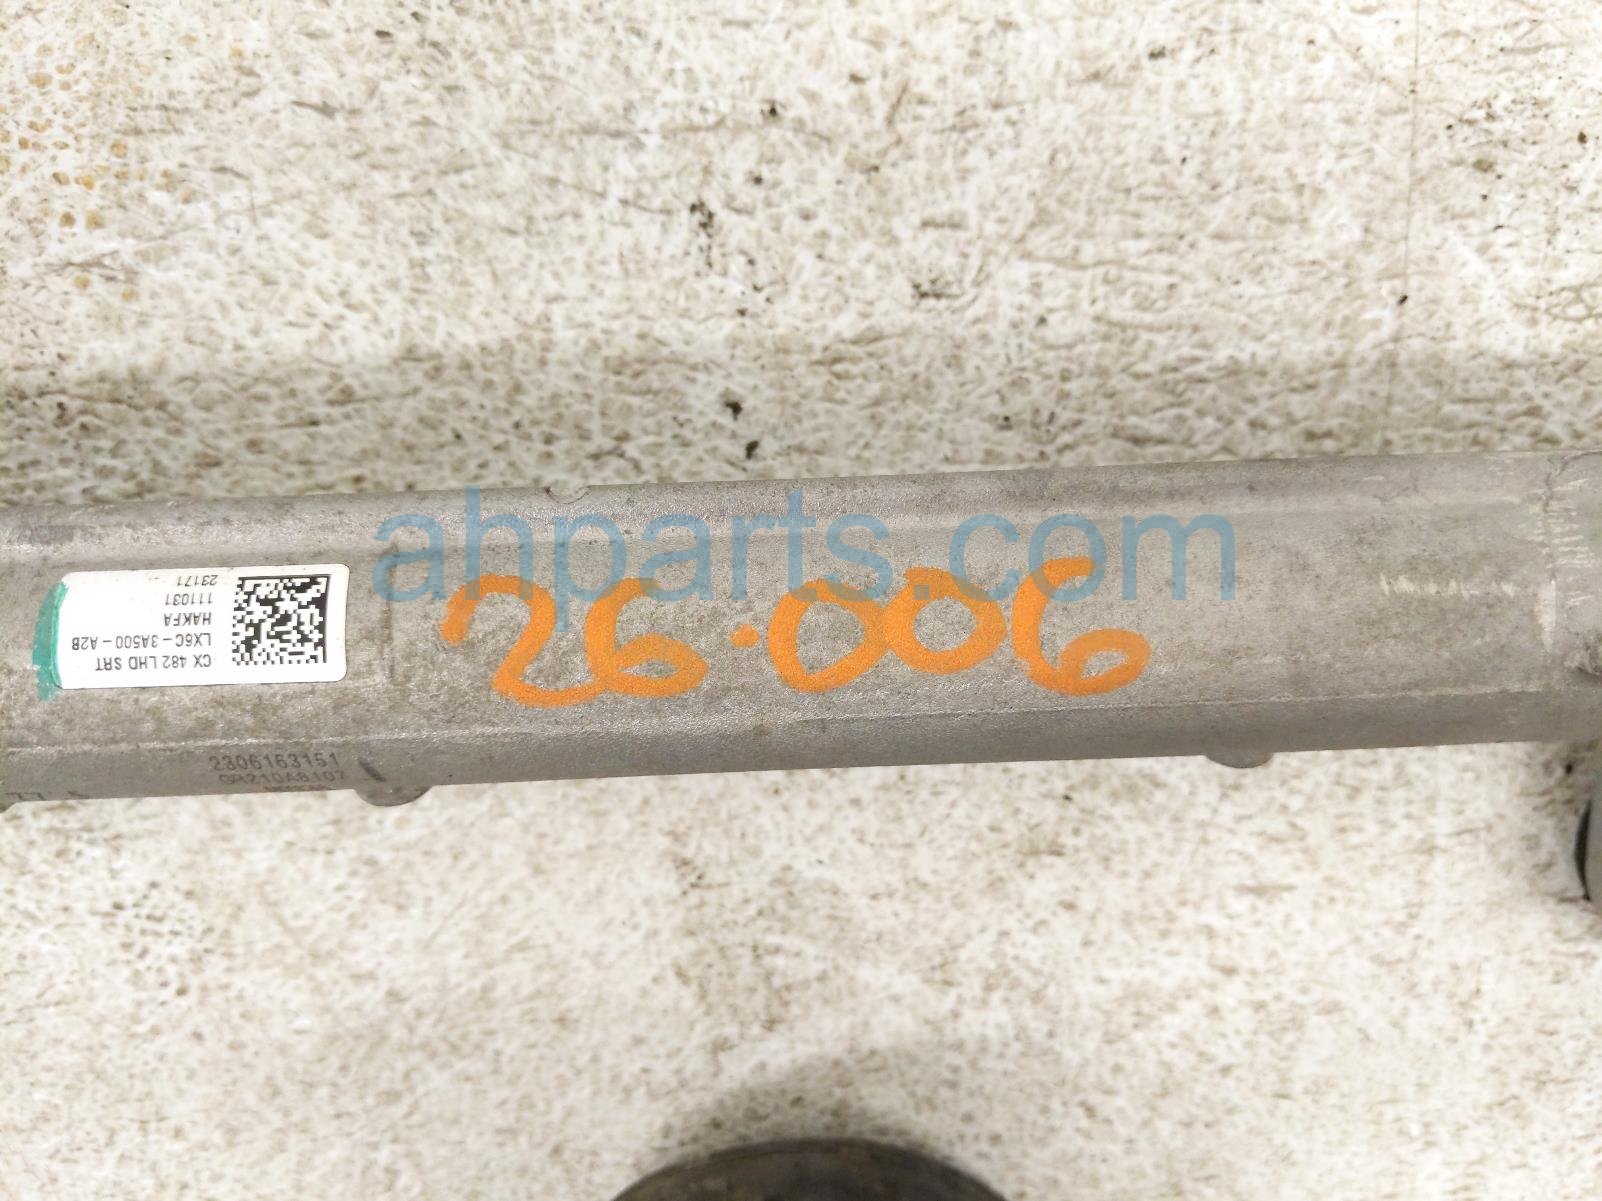 ahparts.com
26.006
CX 482 LHD SRT
LX6C-3A500-A2B
HAKFA
111031
23171
2306163151